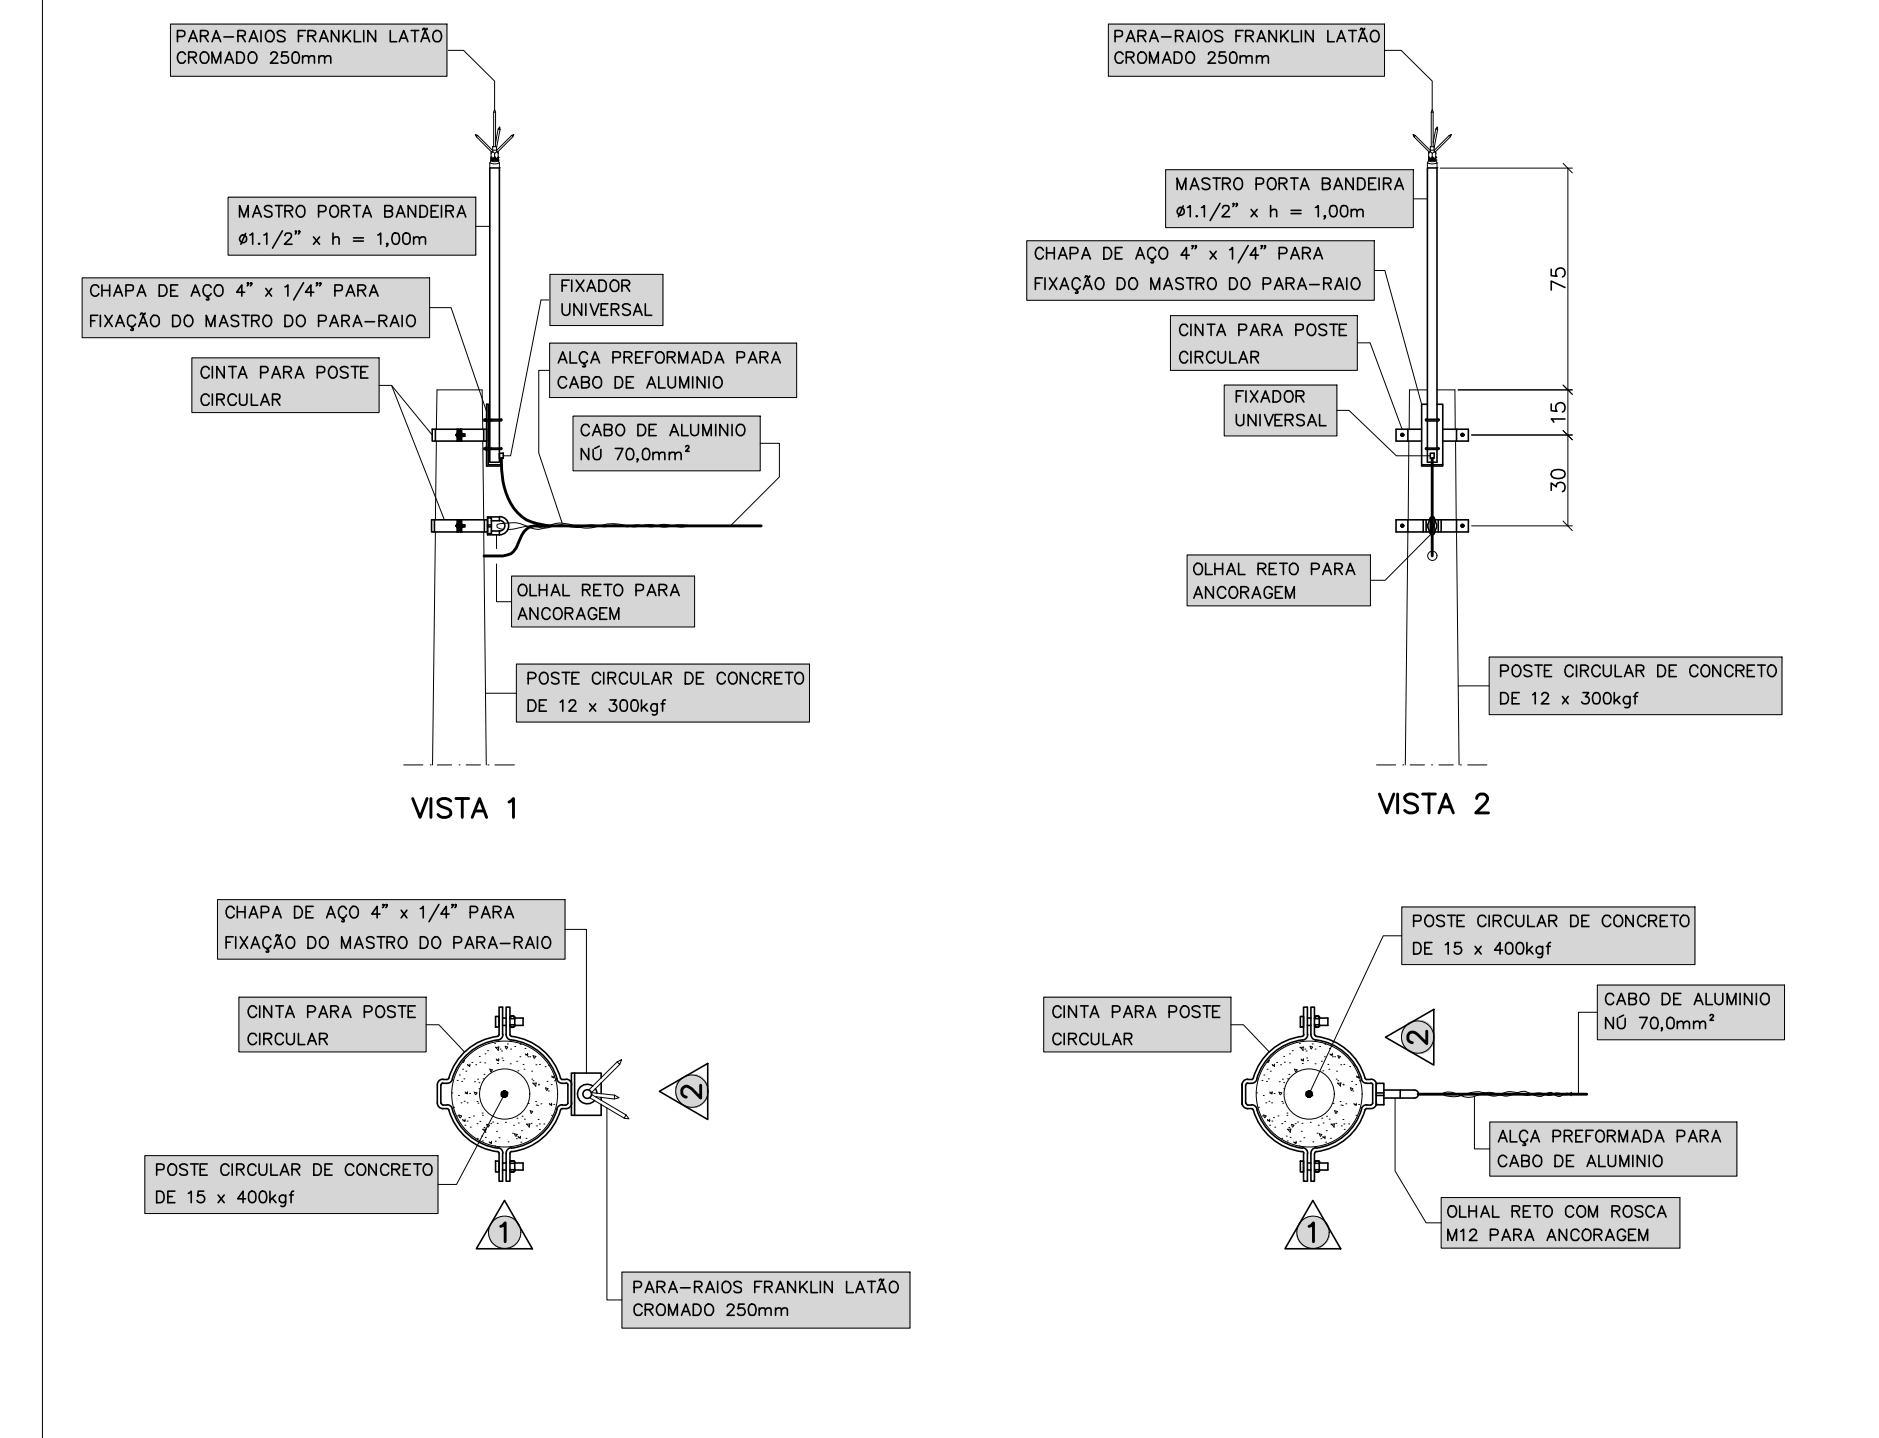 PARA-RAIOS FRANKLIN LATÃO
CROMADO 250mm
MASTRO PORTA BANDEIRA
ø1.1/2" x h = 1,00m
CHAPA DE AÇO 4" x 1/4" PARA
FIXAÇÃO DO MASTRO DO PARA-RAIO
FIXADOR
UNIVERSAL
ALÇA PREFORMADA PARA
CABO DE ALUMINIO
CINTA PARA POSTE
CIRCULAR
CABO DE ALUMINIO
NÚ 70,0mm²
OLHAL RETO PARA
ANCORAGEM
POSTE CIRCULAR DE CONCRETO
DE 12 x 300kgf
VISTA 1
PARA-RAIOS FRANKLIN LATÃO
CROMADO 250mm
MASTRO PORTA BANDEIRA
ø1.1/2" x h = 1,00m
CHAPA DE AÇO 4" x 1/4" PARA
FIXAÇÃO DO MASTRO DO PARA-RAIO
75
CINTA PARA POSTE
CIRCULAR
FIXADOR
UNIVERSAL
15
30
OLHAL RETO PARA
ANCORAGEM
POSTE CIRCULAR DE CONCRETO
DE 12 x 300kgf
VISTA 2
CHAPA DE AÇO 4" x 1/4" PARA
FIXAÇÃO DO MASTRO DO PARA-RAIO
CINTA PARA POSTE
CIRCULAR
2
POSTE CIRCULAR DE CONCRETO
DE 15 x 400kgf
1
PARA-RAIOS FRANKLIN LATÃO
CROMADO 250mm
POSTE CIRCULAR DE CONCRETO
DE 15 x 400kgf
CINTA PARA POSTE
CIRCULAR
2
CABO DE ALUMINIO
NÚ 70,0mm²
ALÇA PREFORMADA PARA
CABO DE ALUMINIO
1
OLHAL RETO COM ROSCA
M12 PARA ANCORAGEM